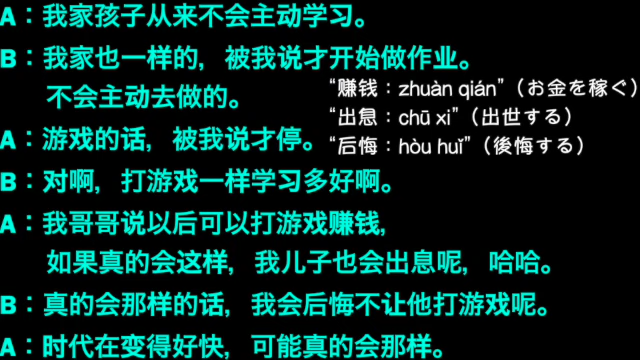 A：我家孩子从来不会主动学习。
B：我家也一样的，被我说才开始做作业。
不会主动去做的。
“赚钱：zhuàn qián”（お金を稼ぐ）
“出息：chū xi”（出世する）
“后悔：hòu huǐ”（後悔する）
A：游戏的话，被我说才停。
B：对啊，打游戏一样学习多好啊。
A：我哥哥说以后可以打游戏赚钱，
如果真的会这样，我儿子也会出息呢，哈哈。
B：真的会那样的话，我会后悔不让他打游戏呢。
A：时代在变得好快，可能真的会那样。